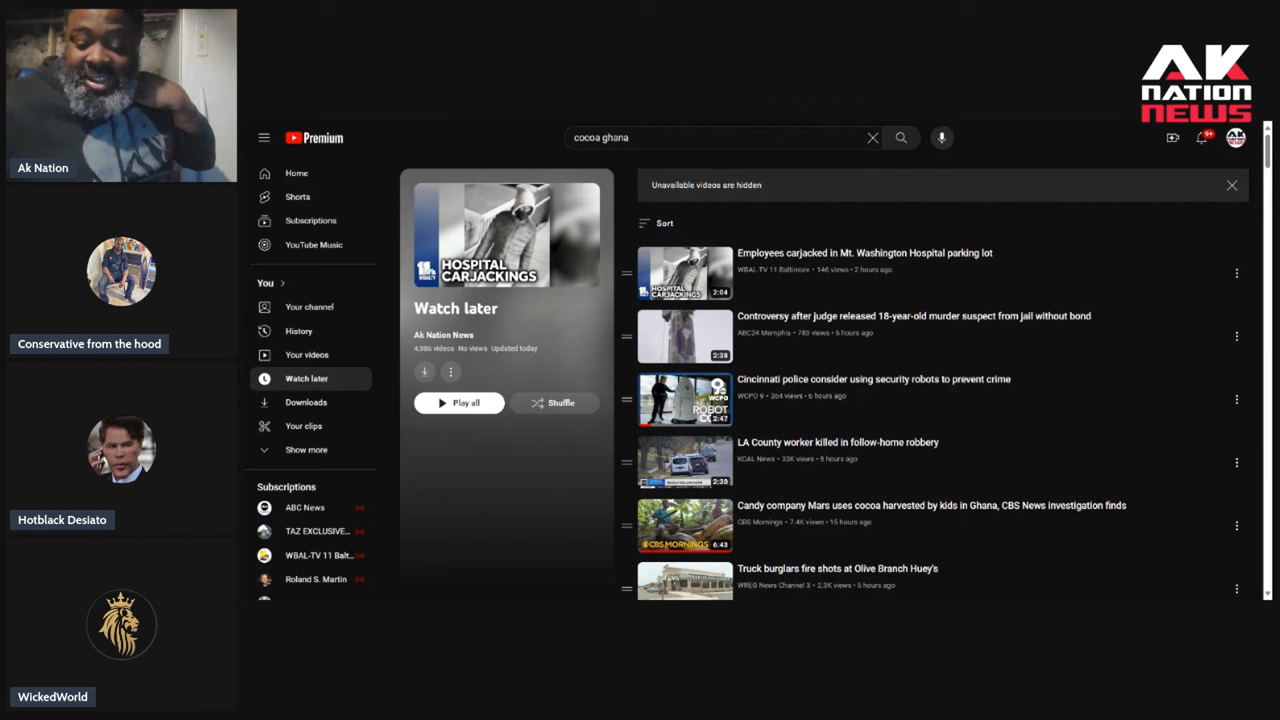 AK
NATION
NEWS
Ak Nation
Conservative from the hood
Hotblack Desiato
WickedWorld
Premium
cocoa ghana
9+
Home
Shorts
Subscriptions
YouTube Music
You
Your channel
History
Your videos
Watch later
Downloads
Your clips
Show more
Subscriptions
ABC News
TAZ EXCLUSIVE...
WBAL-TV 11 Balt...
Roland S. Martin
HOSPITAL
CARJACKINGS
Watch later
Ak Nation News
4,986 videos No views Updated today
Play all
Shuffle
Unavailable videos are hidden
Sort
HOSPITAL
CARJACKINGS
2:04
Employees carjacked in Mt. Washington Hospital parking lot
WBAL-TV 11 Baltimore • 146 views • 2 hours ago
2:38
Controversy after judge released 18-year-old murder suspect from jail without bond
ABC24 Memphis • 783 views • 6 hours ago
9
WCPO
ROBOT
2:47
Cincinnati police consider using security robots to prevent crime
WCPO 9 • 264 views • 6 hours ago
2:30
LA County worker killed in follow-home robbery
KCAL News • 33K views • 5 hours ago
CBS MORNINGS
6:43
Candy company Mars uses cocoa harvested by kids in Ghana, CBS News investigation finds
CBS Mornings • 7.4K views • 15 hours ago
Truck burglars fire shots at Olive Branch Huey's
WREG News Channel 3 • 2.3K views • 5 hours ago